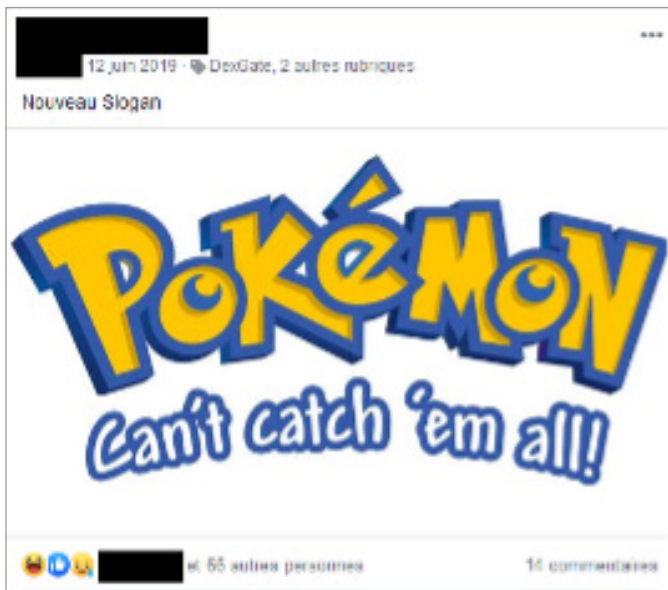 12 juin 2019 · DexGate, 2 autres rubriques
Nouveau Slogan
POKéMON
Can't catch 'em all!
et 56 autres personnes
14 commentaires